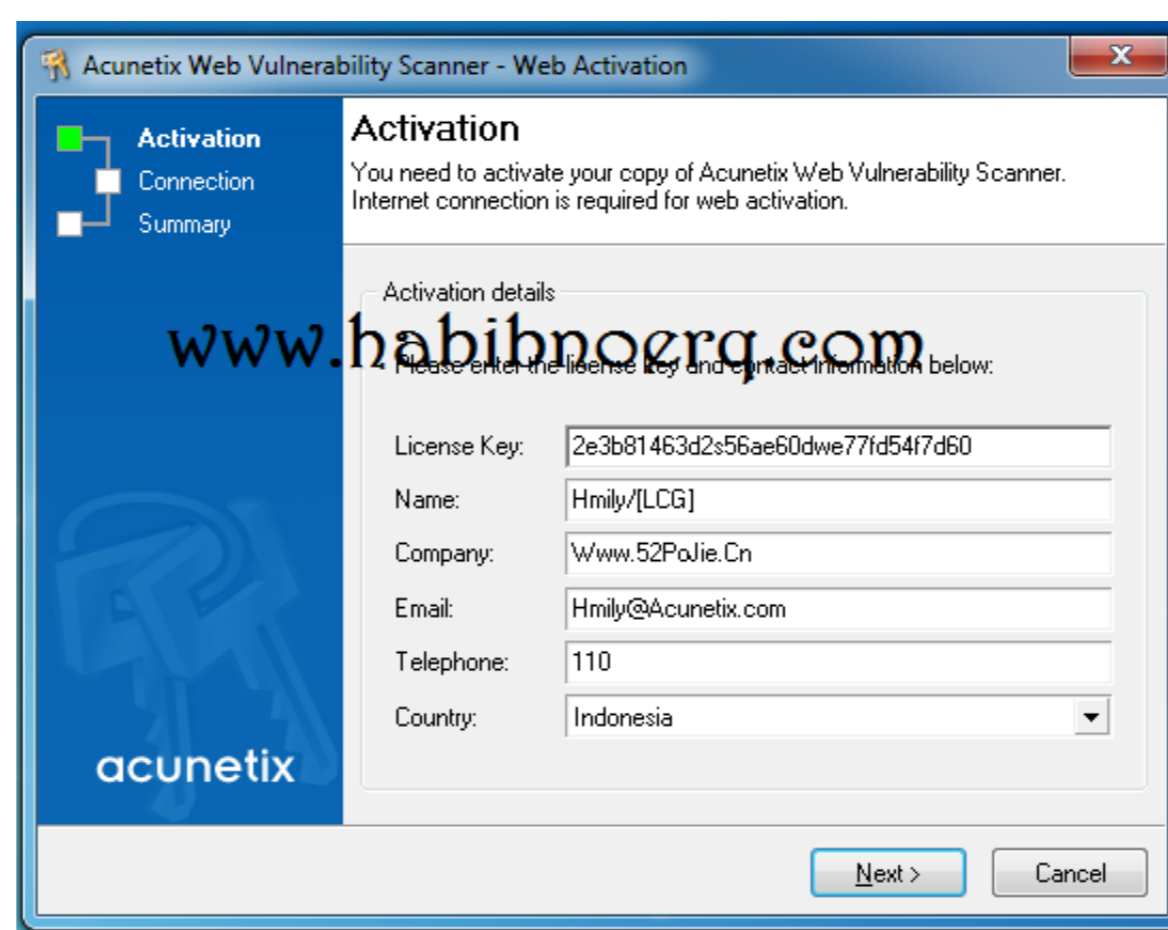 Acunetix Web Vulnerability Scanner - Web Activation
Activation
Connection
Summary
Activation
You need to activate your copy of Acunetix Web Vulnerability Scanner.
Internet connection is required for web activation.
Activation details
www.habibnoerq.com
Please enter the license key and contact information below:
License Key: 2e3b81463d2s56ae60dwe77fd54f7d60
Name: Hmily/[LCG]
Company: Www.52PoJie.Cn
Email: Hmily@Acunetix.com
Telephone: 110
Country: Indonesia
acunetix
Next >
Cancel